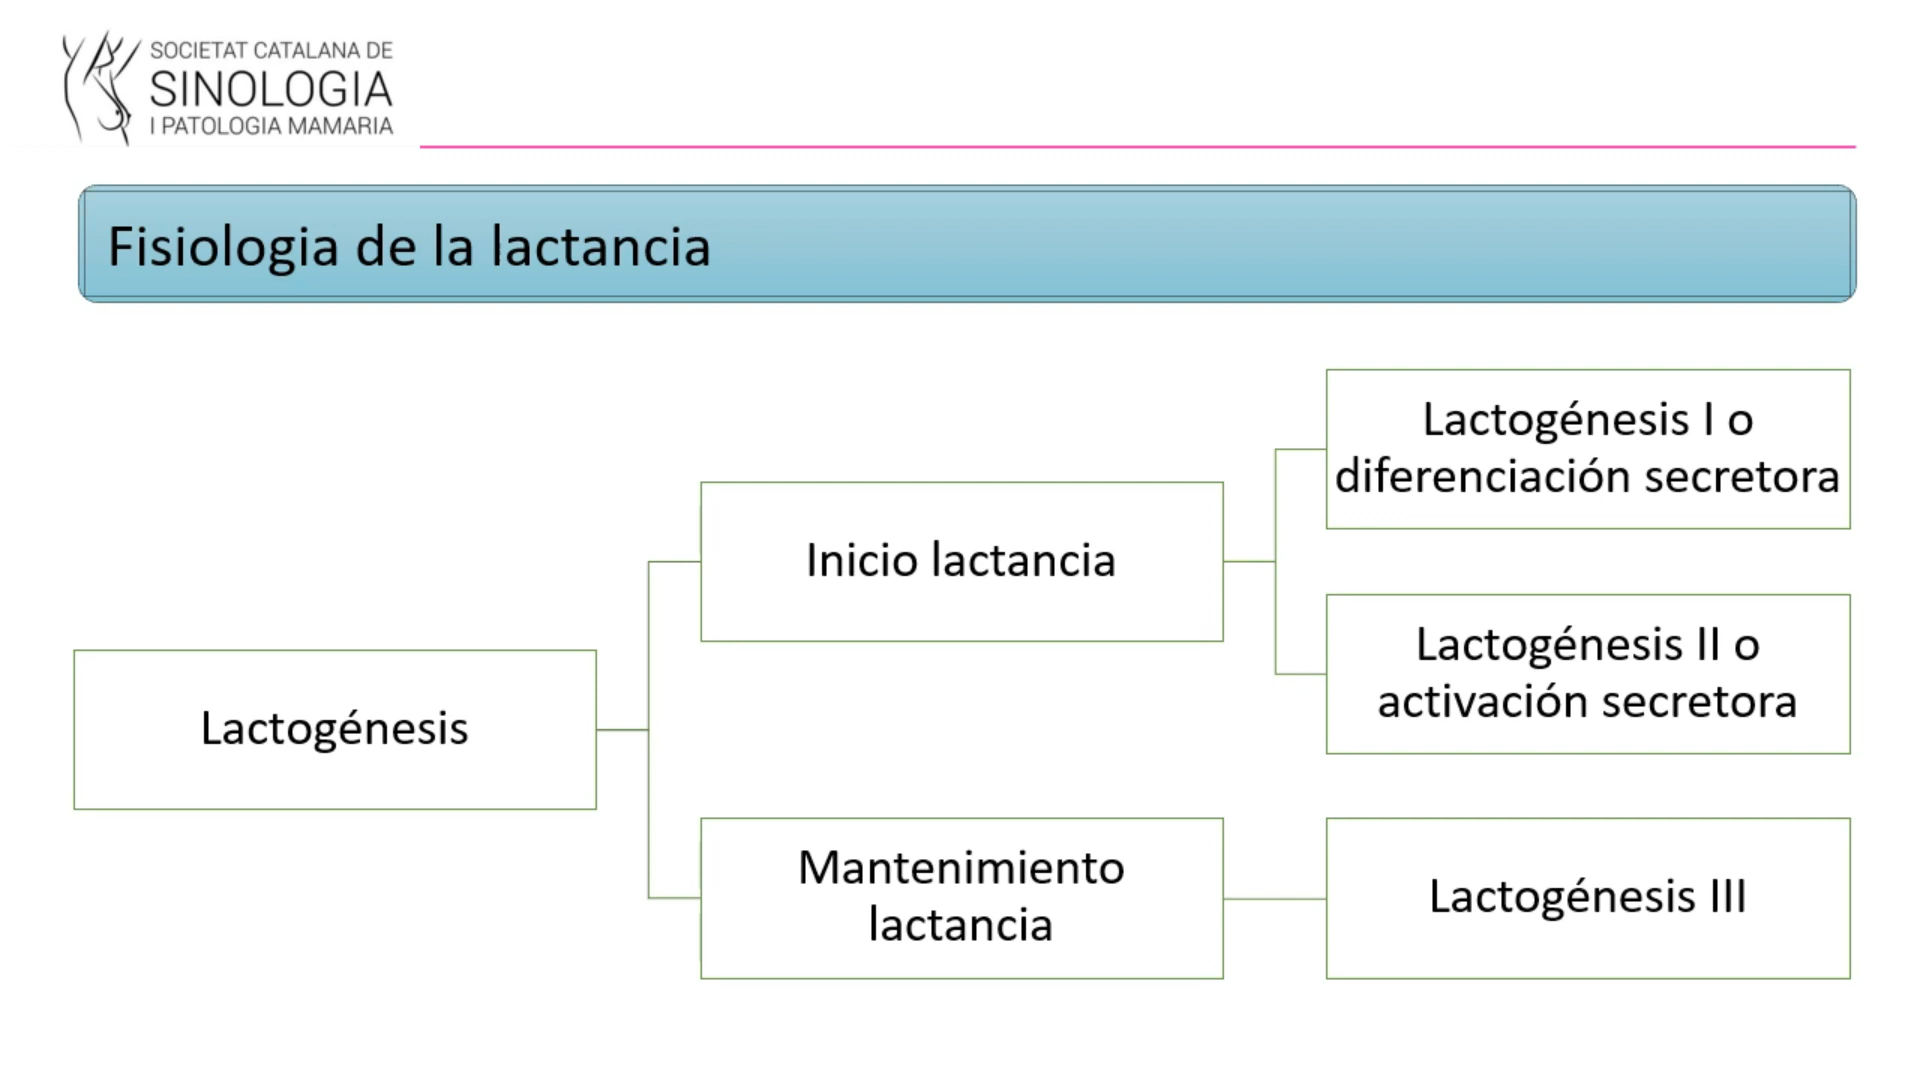 SOCIETAT CATALANA DE
SINOLOGIA
I PATOLOGIA MAMARIA
Fisiologia de la lactancia
Lactogénesis I o
diferenciación secretora
Inicio lactancia
Lactogénesis II o
activación secretora
Lactogénesis
Mantenimiento
lactancia
Lactogénesis III